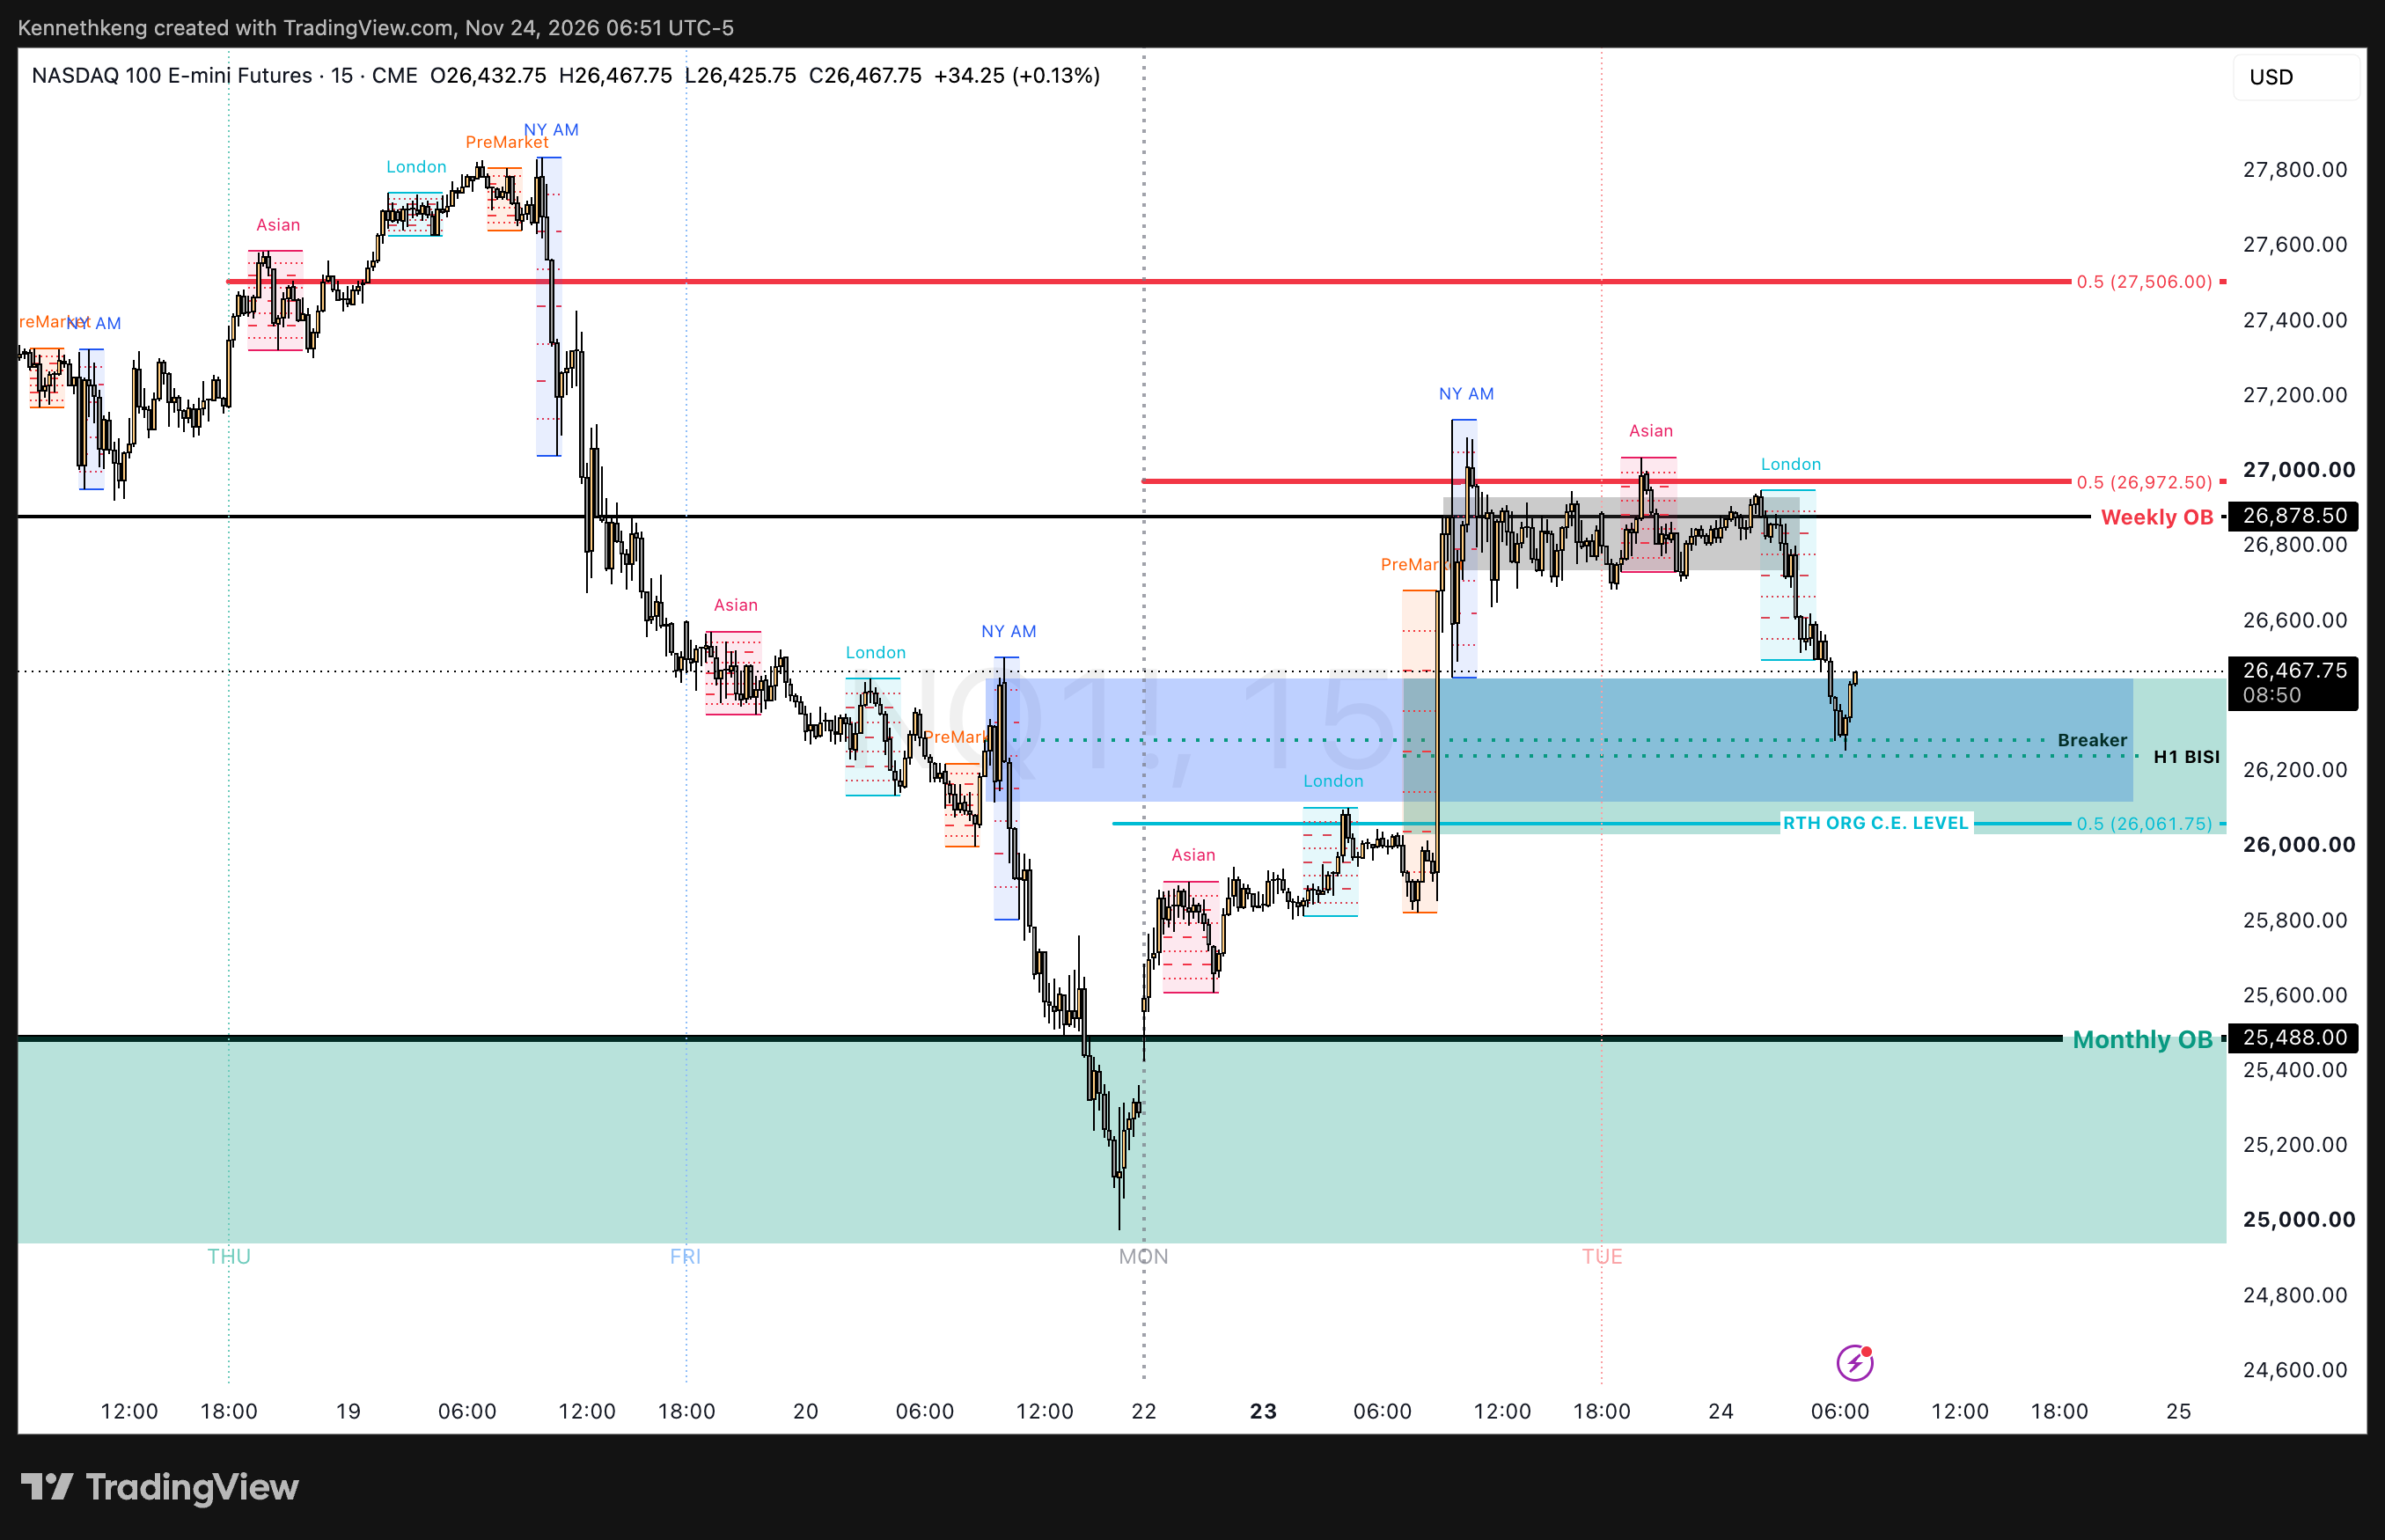 Kennethkeng created with TradingView.com, Nov 24, 2026 06:51 UTC-5
NASDAQ 100 E-mini Futures · 15 · CME O26,432.75 H26,467.75 L26,425.75 C26,467.75 +34.25 (+0.13%)
USD
NY AM
PreMarket
London
27,800.00
Asian
27,600.00
0.5 (27,506.00)
reMarket
NY AM
27,400.00
NY AM
27,200.00
Asian
London
27,000.00
0.5 (26,972.50)
Weekly OB
26,878.50
26,800.00
PreMark
Asian
26,600.00
NY AM
London
26,467.75
08:50
NQ1!, 15
PreMark
Breaker
H1 BISI
26,200.00
London
RTH ORG C.E. LEVEL
0.5 (26,061.75)
26,000.00
Asian
25,800.00
25,600.00
Monthly OB
25,488.00
25,400.00
25,200.00
25,000.00
THU
FRI
MON
TUE
24,800.00
24,600.00
12:00 18:00 19 06:00 12:00 18:00 20 06:00 12:00 22 23 06:00 12:00 18:00 24 06:00 12:00 18:00 25
TradingView